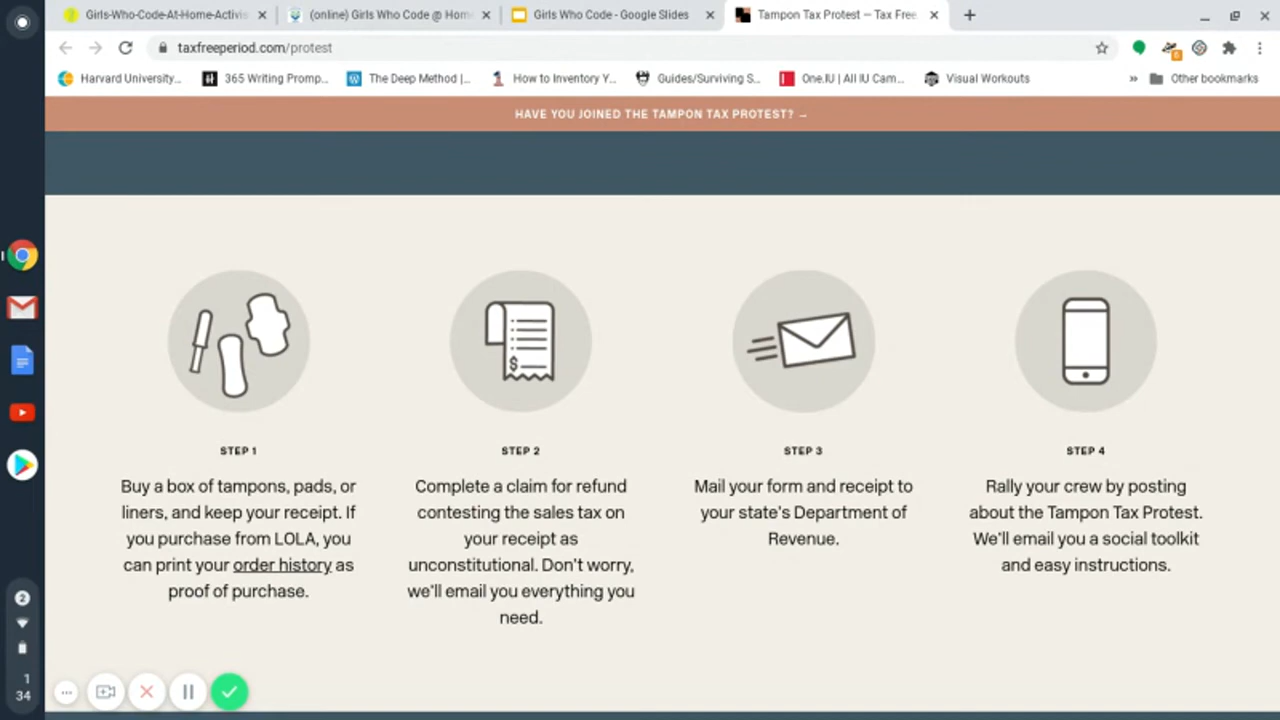 Girls-Who-Code-At-Home-Activis
(online) Girls Who Code @ Hom
Girls Who Code - Google Slides
Tampon Tax Protest — Tax Free
taxfreeperiod.com/protest
6
Harvard University...
365 Writing Promp...
The Deep Method |...
How to Inventory Y...
Guides/Surviving S...
One.IU | All IU Cam...
Visual Workouts
»
Other bookmarks
HAVE YOU JOINED THE TAMPON TAX PROTEST? →
$
STEP 1
Buy a box of tampons, pads, or
liners, and keep your receipt. If
you purchase from LOLA, you
can print your order history as
proof of purchase.
STEP 2
Complete a claim for refund
contesting the sales tax on
your receipt as
unconstitutional. Don't worry,
we'll email you everything you
need.
STEP 3
Mail your form and receipt to
your state's Department of
Revenue.
STEP 4
Rally your crew by posting
about the Tampon Tax Protest.
We'll email you a social toolkit
and easy instructions.
2
1
34